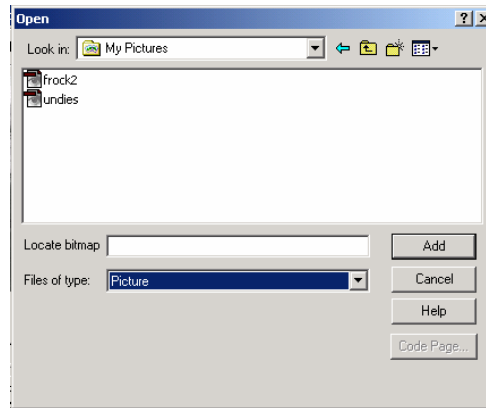 Open
Look in: My Pictures
frock2
undies
Locate bitmap
Add
Files of type: Picture
Cancel
Help
Code Page...